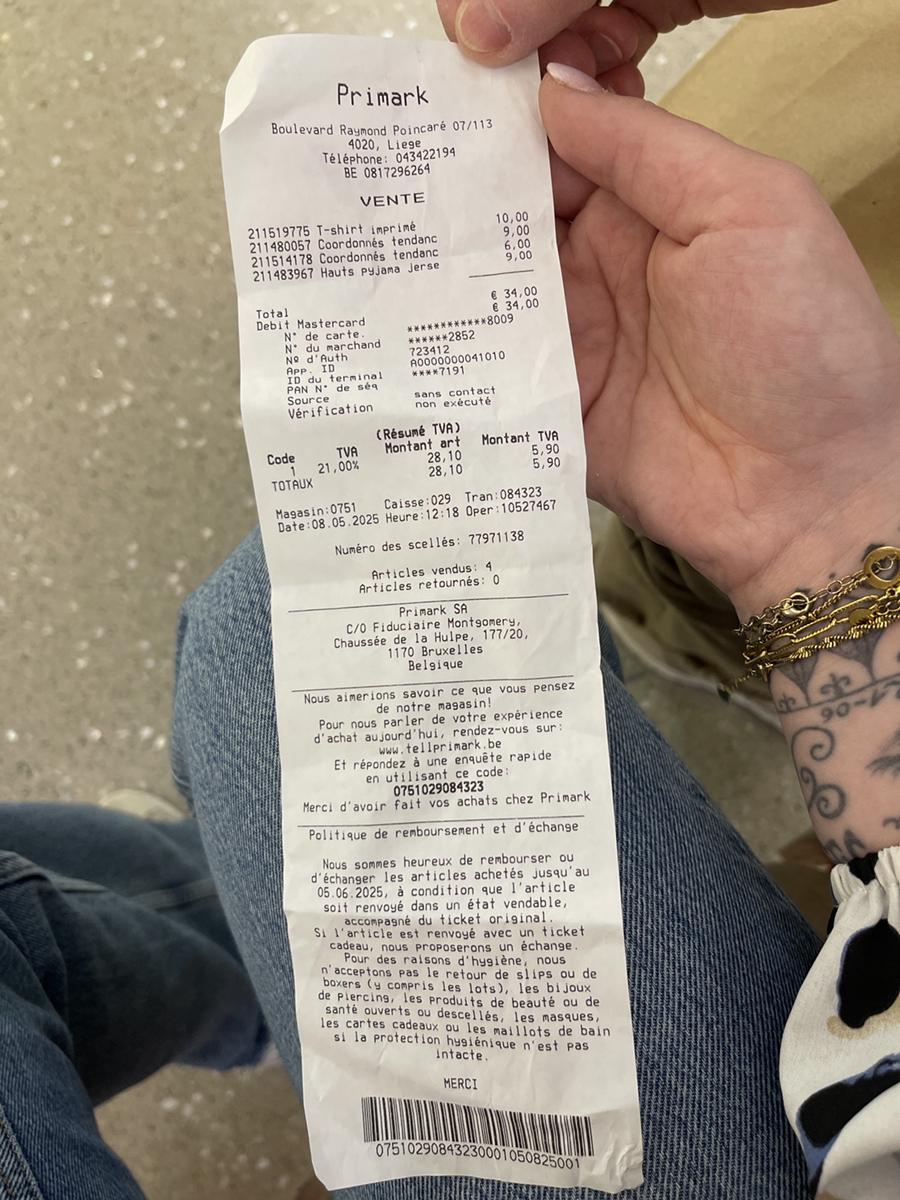 Primark
Boulevard Raymond Poincaré 07/113
4020, Liege
Téléphone: 043422194
BE 0817296264
VENTE
211519775 T-shirt imprimé 10,00
211480057 Coordonnés tendanc 9,00
211514178 Coordonnés tendanc 6,00
211483967 Hauts pyjama jerse 9,00
Total € 34,00
Debit Mastercard € 34,00
N° de carte. ************8009
N° du marchand ******2852
Nº d'Auth 723412
App. ID A0000000041010
ID du terminal ****7191
PAN N° de séq
Source sans contact
Vérification non exécuté
(Résumé TVA)
Code TVA Montant art Montant TVA
1 21,00% 28,10 5,90
TOTAUX 28,10 5,90
Magasin:0751 Caisse:029 Tran:084323
Date:08.05.2025 Heure:12:18 Oper:10527467
Numéro des scellés: 77971138
Articles vendus: 4
Articles retournés: 0
Primark SA
C/O Fiduciaire Montgomery,
Chaussée de la Hulpe, 177/20,
1170 Bruxelles
Belgique
Nous aimerions savoir ce que vous pensez
de notre magasin!
Pour nous parler de votre expérience
d'achat aujourd'hui, rendez-vous sur:
www.tellprimark.be
Et répondez à une enquête rapide
en utilisant ce code:
0751029084323
Merci d'avoir fait vos achats chez Primark
Politique de remboursement et d'échange
Nous sommes heureux de rembourser ou
d'échanger les articles achetés jusqu'au
05.06.2025, à condition que l'article
soit renvoyé dans un état vendable,
accompagné du ticket original.
Si l'article est renvoyé avec un ticket
cadeau, nous proposerons un échange.
Pour des raisons d'hygiène, nous
n'acceptons pas le retour de slips ou de
boxers (y compris les lots), les bijoux
de piercing, les produits de beauté ou de
santé ouverts ou descellés, les masques,
les cartes cadeaux ou les maillots de bain
si la protection hygiénique n'est pas
intacte.
MERCI
07510290843230001050825001